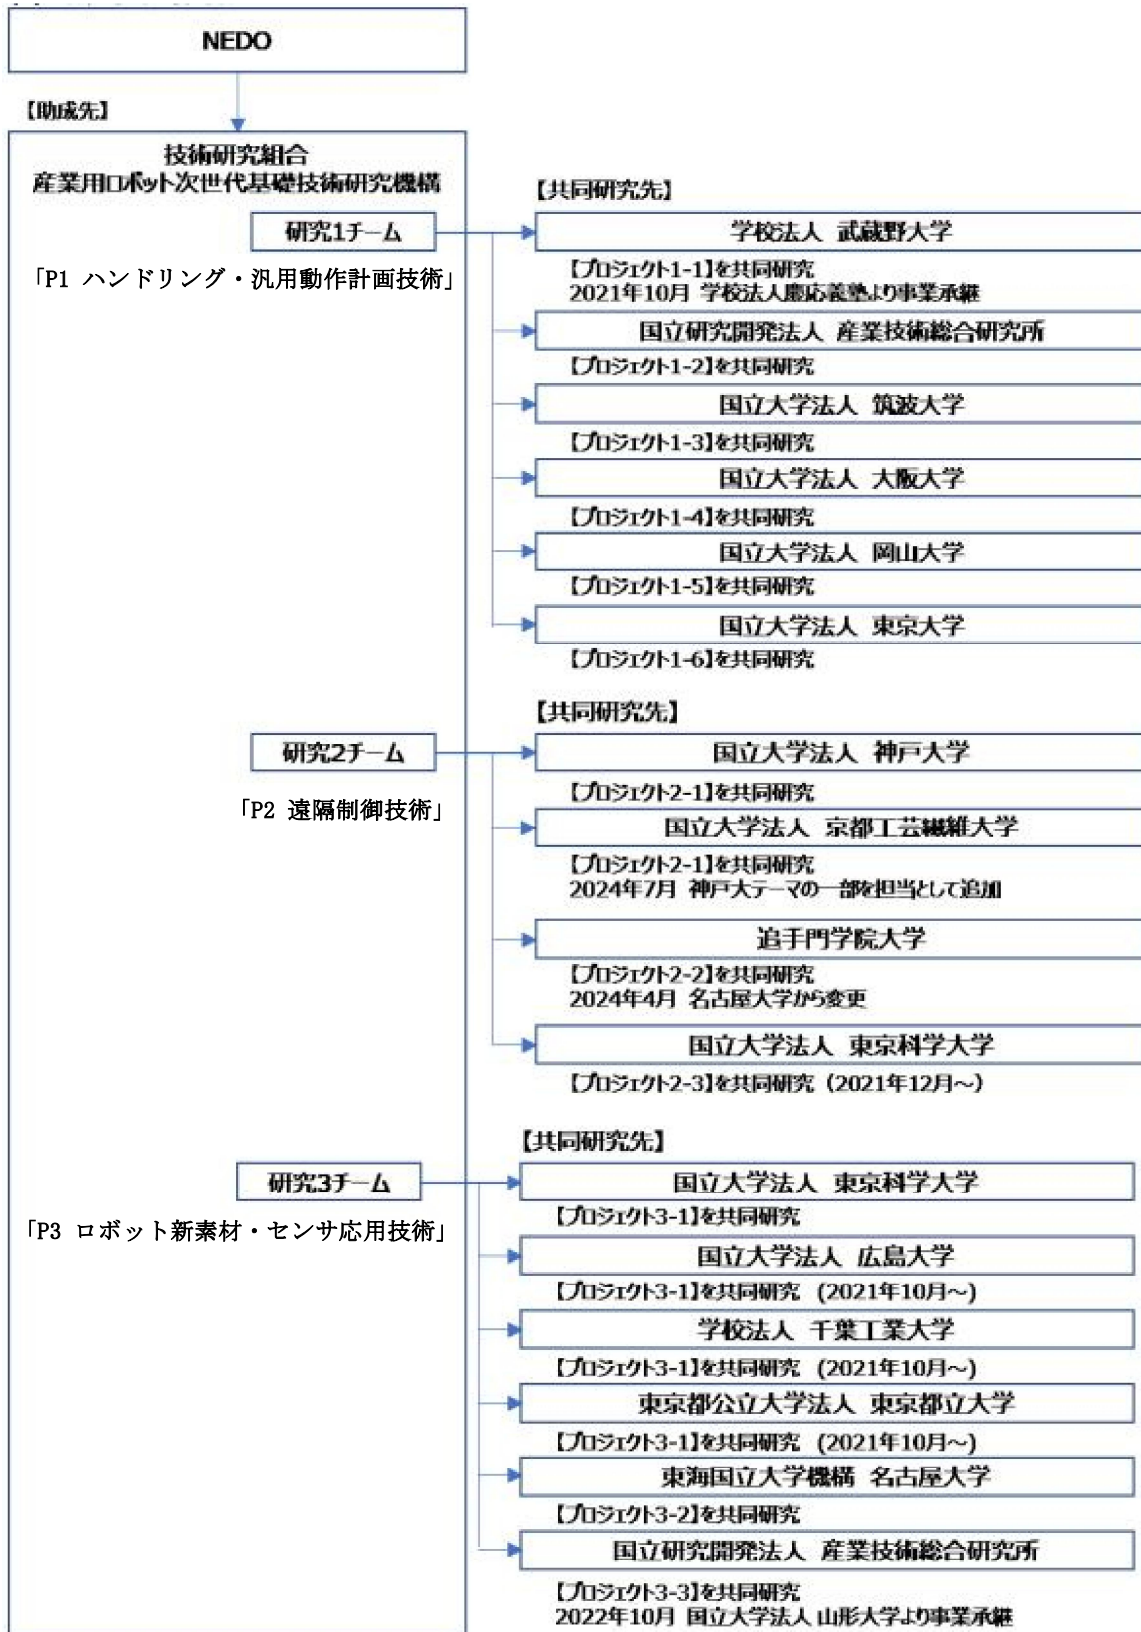 NEDO
【助成先】
技術研究組合
産業用ロボット次世代基礎技術研究機構
【共同研究先】
研究1チーム
学校法人 武蔵野大学
「P1 ハンドリング・汎用動作計画技術」
【プロジェクト1-1】を共同研究
2021年10月 学校法人慶応義塾より事業承継
国立研究開発法人 産業技術総合研究所
【プロジェクト1-2】を共同研究
国立大学法人 筑波大学
【プロジェクト1-3】を共同研究
国立大学法人 大阪大学
【プロジェクト1-4】を共同研究
国立大学法人 岡山大学
【プロジェクト1-5】を共同研究
国立大学法人 東京大学
【プロジェクト1-6】を共同研究
【共同研究先】
研究2チーム
国立大学法人 神戸大学
「P2 遠隔制御技術」
【プロジェクト2-1】を共同研究
国立大学法人 京都工芸繊維大学
【プロジェクト2-1】を共同研究
2024年7月 神戸大テーマの一部を担当として追加
追手門学院大学
【プロジェクト2-2】を共同研究
2024年4月 名古屋大学から変更
国立大学法人 東京科学大学
【プロジェクト2-3】を共同研究（2021年12月～）
【共同研究先】
研究3チーム
国立大学法人 東京科学大学
「P3 ロボット新素材・センサ応用技術」
【プロジェクト3-1】を共同研究
国立大学法人 広島大学
【プロジェクト3-1】を共同研究 (2021年10月～)
学校法人 千葉工業大学
【プロジェクト3-1】を共同研究 (2021年10月～)
東京都公立大学法人 東京都立大学
【プロジェクト3-1】を共同研究 (2021年10月～)
東海国立大学機構 名古屋大学
【プロジェクト3-2】を共同研究
国立研究開発法人 産業技術総合研究所
【プロジェクト3-3】を共同研究
2022年10月 国立大学法人 山形大学より事業承継